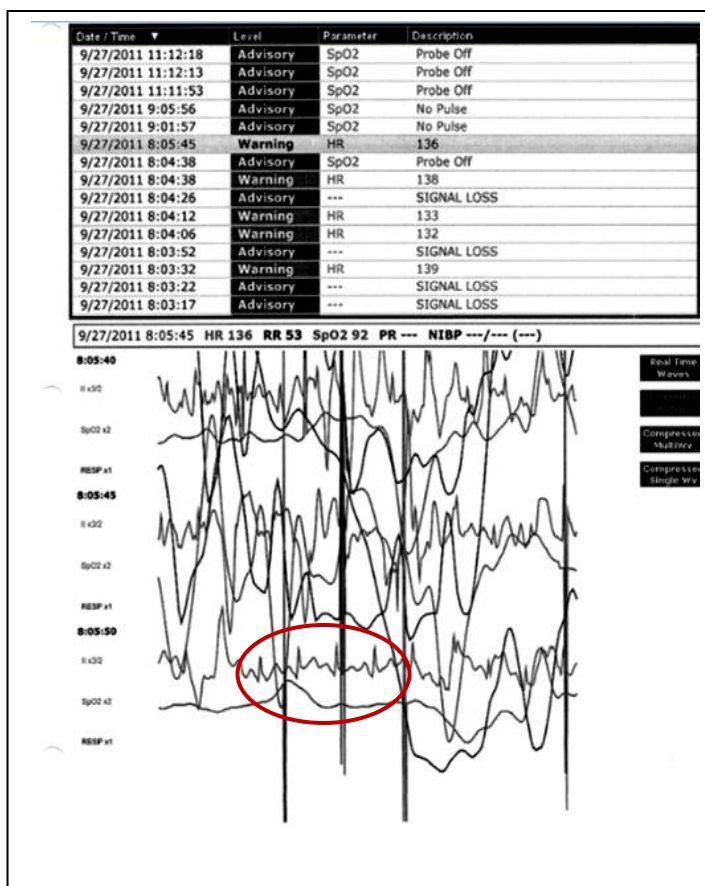 Date / Time ▼ Level Parameter Description
9/27/2011 11:12:18 Advisory SpO2 Probe Off
9/27/2011 11:12:13 Advisory SpO2 Probe Off
9/27/2011 11:11:53 Advisory SpO2 Probe Off
9/27/2011 9:05:56 Advisory SpO2 No Pulse
9/27/2011 9:01:57 Advisory SpO2 No Pulse
9/27/2011 8:05:45 Warning HR 136
9/27/2011 8:04:38 Advisory SpO2 Probe Off
9/27/2011 8:04:38 Warning HR 138
9/27/2011 8:04:26 Advisory --- SIGNAL LOSS
9/27/2011 8:04:12 Warning HR 133
9/27/2011 8:04:06 Warning HR 132
9/27/2011 8:03:52 Advisory --- SIGNAL LOSS
9/27/2011 8:03:32 Warning HR 139
9/27/2011 8:03:22 Advisory --- SIGNAL LOSS
9/27/2011 8:03:17 Advisory --- SIGNAL LOSS
9/27/2011 8:05:45 HR 136 RR 53 SpO2 92 PR --- NIBP ---/--- (---)
8:05:40
II x3/2
SpO2 x2
RESP x1
8:05:45
II x3/2
SpO2 x2
RESP x1
8:05:50
II x3/2
SpO2 x2
RESP x1
Real Time
Waves
Compressed
MultiWv
Compressed
Single Wv